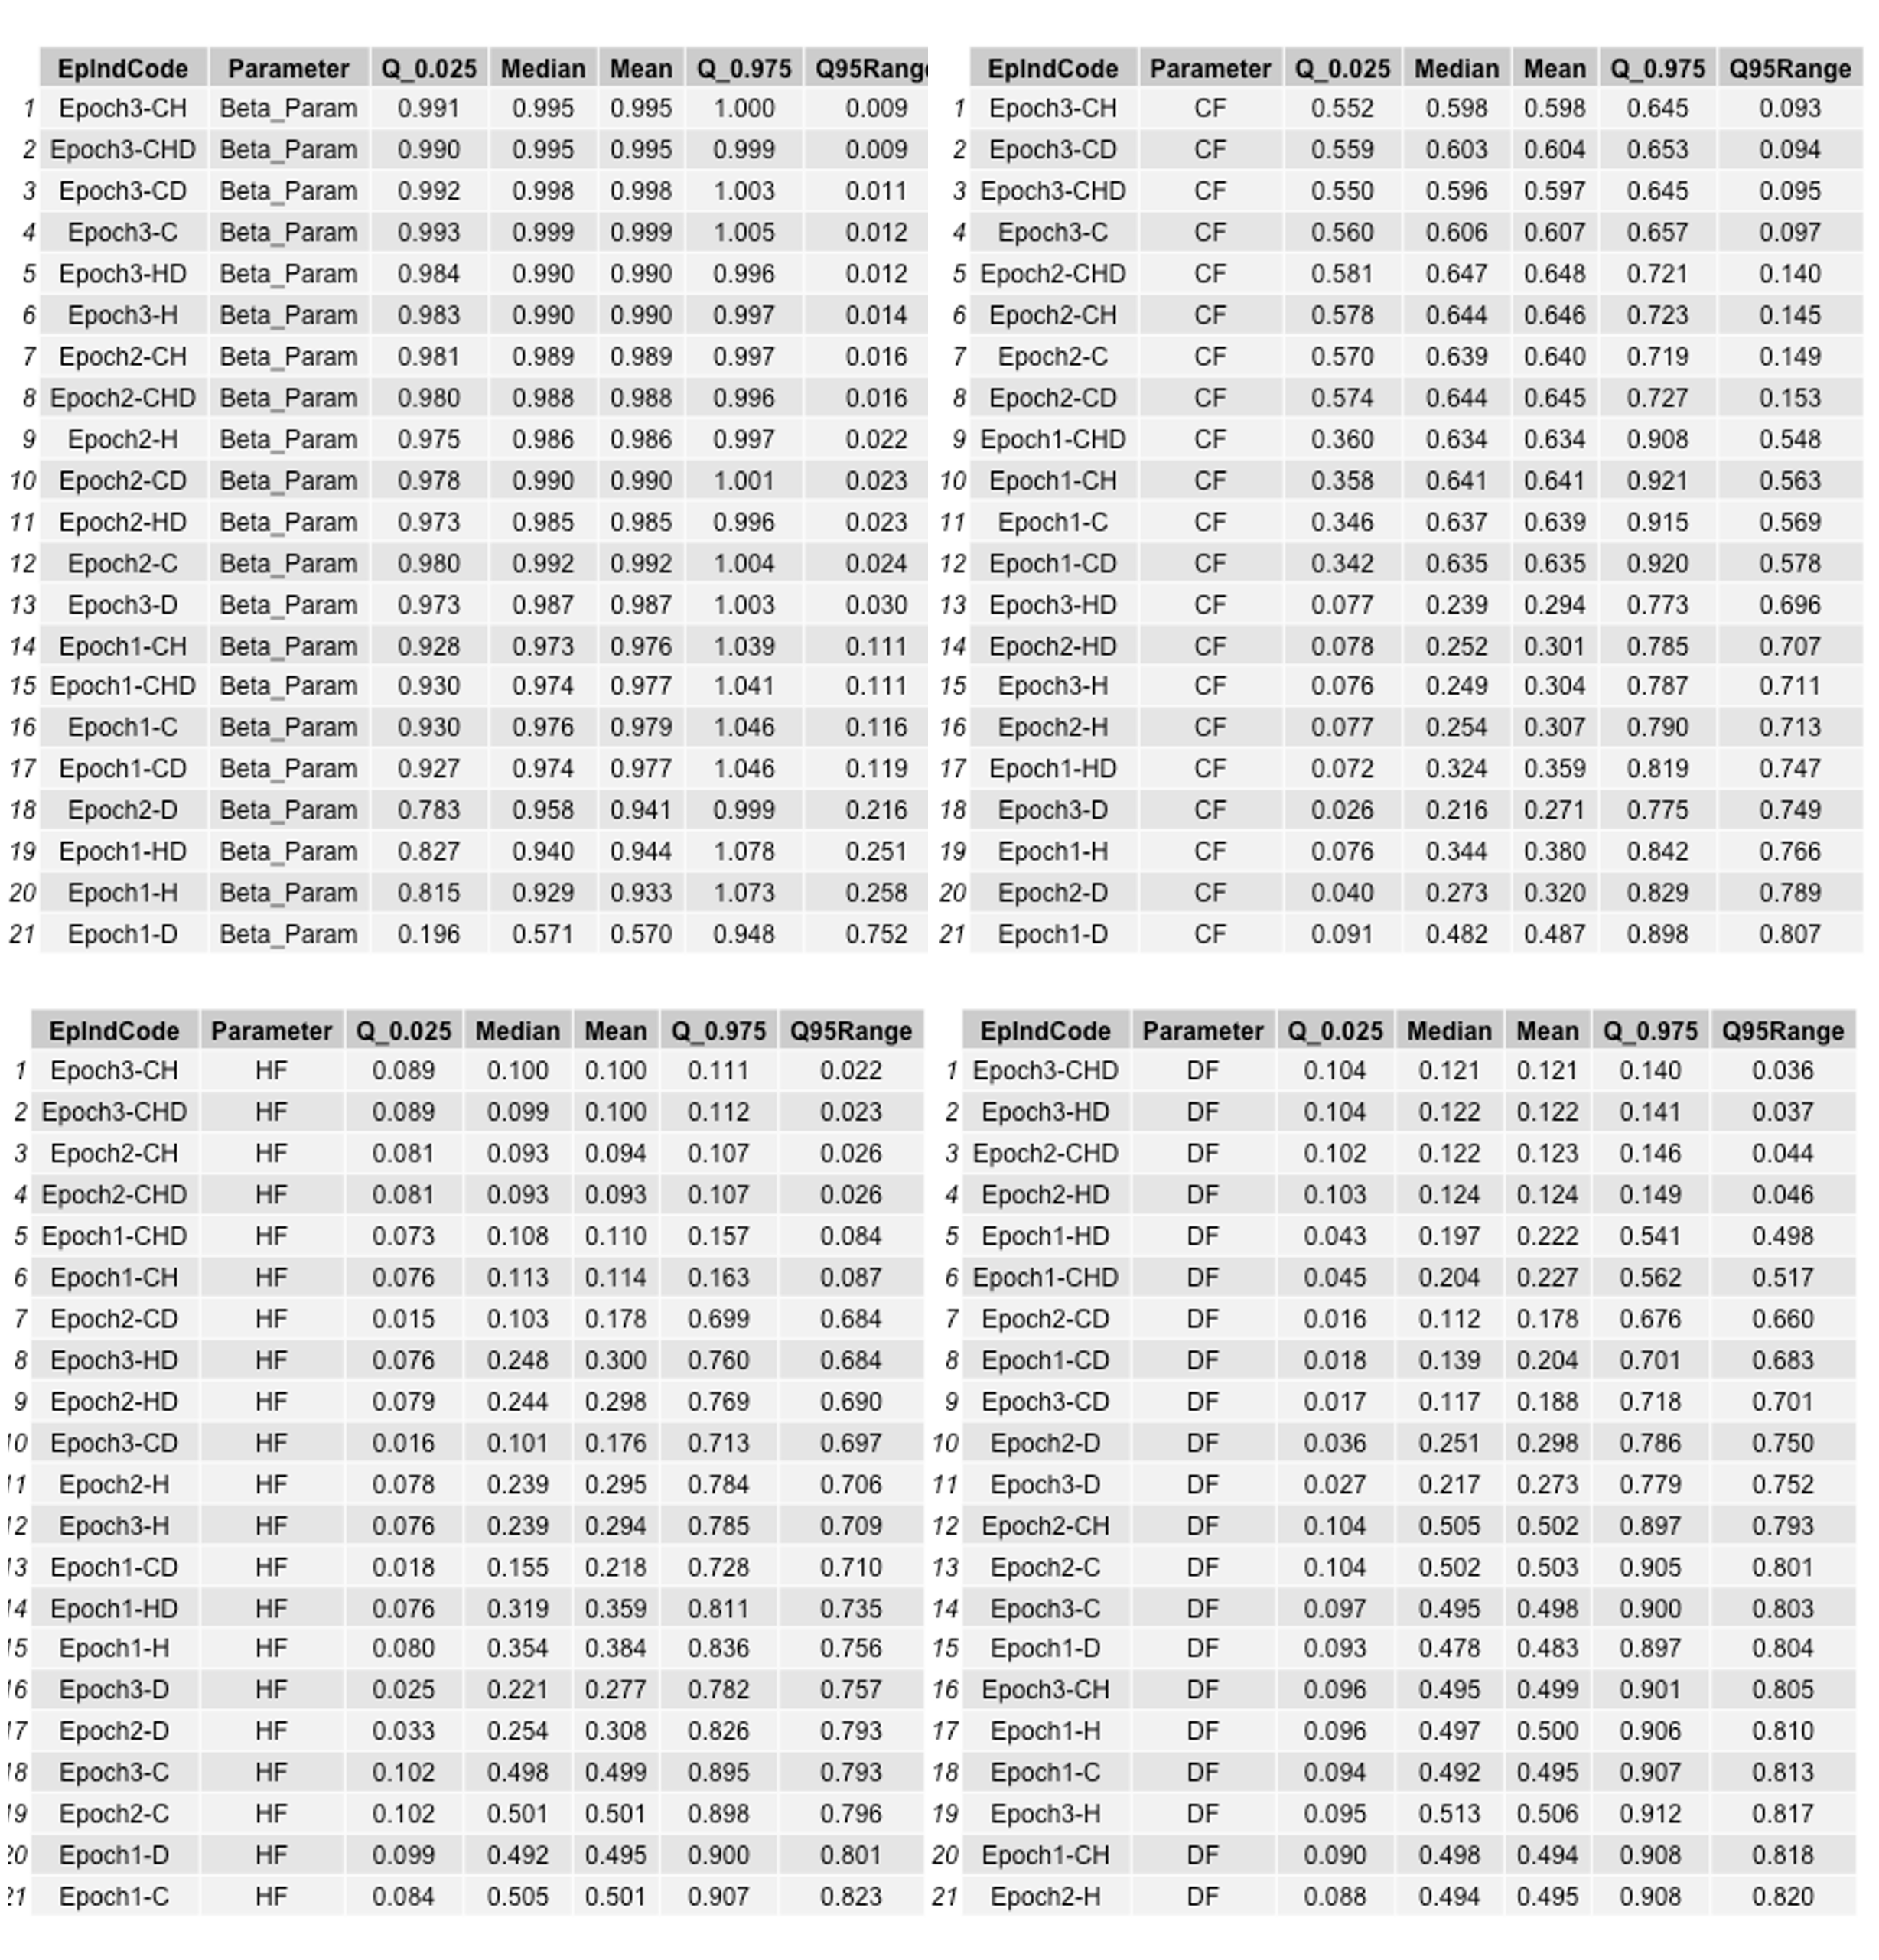 EpIndCode Parameter Q_0.025 Median Mean Q_0.975 Q95Range
1 Epoch3-CH Beta_Param 0.991 0.995 0.995 1.000 0.009
2 Epoch3-CHD Beta_Param 0.990 0.995 0.995 0.999 0.009
3 Epoch3-CD Beta_Param 0.992 0.998 0.998 1.003 0.011
4 Epoch3-C Beta_Param 0.993 0.999 0.999 1.005 0.012
5 Epoch3-HD Beta_Param 0.984 0.990 0.990 0.996 0.012
6 Epoch3-H Beta_Param 0.983 0.990 0.990 0.997 0.014
7 Epoch2-CH Beta_Param 0.981 0.989 0.989 0.997 0.016
8 Epoch2-CHD Beta_Param 0.980 0.988 0.988 0.996 0.016
9 Epoch2-H Beta_Param 0.975 0.986 0.986 0.997 0.022
10 Epoch2-CD Beta_Param 0.978 0.990 0.990 1.001 0.023
11 Epoch2-HD Beta_Param 0.973 0.985 0.985 0.996 0.023
12 Epoch2-C Beta_Param 0.980 0.992 0.992 1.004 0.024
13 Epoch3-D Beta_Param 0.973 0.987 0.987 1.003 0.030
14 Epoch1-CH Beta_Param 0.928 0.973 0.976 1.039 0.111
15 Epoch1-CHD Beta_Param 0.930 0.974 0.977 1.041 0.111
16 Epoch1-C Beta_Param 0.930 0.976 0.979 1.046 0.116
17 Epoch1-CD Beta_Param 0.927 0.974 0.977 1.046 0.119
18 Epoch2-D Beta_Param 0.783 0.958 0.941 0.999 0.216
19 Epoch1-HD Beta_Param 0.827 0.940 0.944 1.078 0.251
20 Epoch1-H Beta_Param 0.815 0.929 0.933 1.073 0.258
21 Epoch1-D Beta_Param 0.196 0.571 0.570 0.948 0.752
EpIndCode Parameter Q_0.025 Median Mean Q_0.975 Q95Range
1 Epoch3-CH CF 0.552 0.598 0.598 0.645 0.093
2 Epoch3-CD CF 0.559 0.603 0.604 0.653 0.094
3 Epoch3-CHD CF 0.550 0.596 0.597 0.645 0.095
4 Epoch3-C CF 0.560 0.606 0.607 0.657 0.097
5 Epoch2-CHD CF 0.581 0.647 0.648 0.721 0.140
6 Epoch2-CH CF 0.578 0.644 0.646 0.723 0.145
7 Epoch2-C CF 0.570 0.639 0.640 0.719 0.149
8 Epoch2-CD CF 0.574 0.644 0.645 0.727 0.153
9 Epoch1-CHD CF 0.360 0.634 0.634 0.908 0.548
10 Epoch1-CH CF 0.358 0.641 0.641 0.921 0.563
11 Epoch1-C CF 0.346 0.637 0.639 0.915 0.569
12 Epoch1-CD CF 0.342 0.635 0.635 0.920 0.578
13 Epoch3-HD CF 0.077 0.239 0.294 0.773 0.696
14 Epoch2-HD CF 0.078 0.252 0.301 0.785 0.707
15 Epoch3-H CF 0.076 0.249 0.304 0.787 0.711
16 Epoch2-H CF 0.077 0.254 0.307 0.790 0.713
17 Epoch1-HD CF 0.072 0.324 0.359 0.819 0.747
18 Epoch3-D CF 0.026 0.216 0.271 0.775 0.749
19 Epoch1-H CF 0.076 0.344 0.380 0.842 0.766
20 Epoch2-D CF 0.040 0.273 0.320 0.829 0.789
21 Epoch1-D CF 0.091 0.482 0.487 0.898 0.807
EpIndCode Parameter Q_0.025 Median Mean Q_0.975 Q95Range
1 Epoch3-CH HF 0.089 0.100 0.100 0.111 0.022
2 Epoch3-CHD HF 0.089 0.099 0.100 0.112 0.023
3 Epoch2-CH HF 0.081 0.093 0.094 0.107 0.026
4 Epoch2-CHD HF 0.081 0.093 0.093 0.107 0.026
5 Epoch1-CHD HF 0.073 0.108 0.110 0.157 0.084
6 Epoch1-CH HF 0.076 0.113 0.114 0.163 0.087
7 Epoch2-CD HF 0.015 0.103 0.178 0.699 0.684
8 Epoch3-HD HF 0.076 0.248 0.300 0.760 0.684
9 Epoch2-HD HF 0.079 0.244 0.298 0.769 0.690
10 Epoch3-CD HF 0.016 0.101 0.176 0.713 0.697
11 Epoch2-H HF 0.078 0.239 0.295 0.784 0.706
12 Epoch3-H HF 0.076 0.239 0.294 0.785 0.709
13 Epoch1-CD HF 0.018 0.155 0.218 0.728 0.710
14 Epoch1-HD HF 0.076 0.319 0.359 0.811 0.735
15 Epoch1-H HF 0.080 0.354 0.384 0.836 0.756
16 Epoch3-D HF 0.025 0.221 0.277 0.782 0.757
17 Epoch2-D HF 0.033 0.254 0.308 0.826 0.793
18 Epoch3-C HF 0.102 0.498 0.499 0.895 0.793
19 Epoch2-C HF 0.102 0.501 0.501 0.898 0.796
20 Epoch1-D HF 0.099 0.492 0.495 0.900 0.801
21 Epoch1-C HF 0.084 0.505 0.501 0.907 0.823
EpIndCode Parameter Q_0.025 Median Mean Q_0.975 Q95Range
1 Epoch3-CHD DF 0.104 0.121 0.121 0.140 0.036
2 Epoch3-HD DF 0.104 0.122 0.122 0.141 0.037
3 Epoch2-CHD DF 0.102 0.122 0.123 0.146 0.044
4 Epoch2-HD DF 0.103 0.124 0.124 0.149 0.046
5 Epoch1-HD DF 0.043 0.197 0.222 0.541 0.498
6 Epoch1-CHD DF 0.045 0.204 0.227 0.562 0.517
7 Epoch2-CD DF 0.016 0.112 0.178 0.676 0.660
8 Epoch1-CD DF 0.018 0.139 0.204 0.701 0.683
9 Epoch3-CD DF 0.017 0.117 0.188 0.718 0.701
10 Epoch2-D DF 0.036 0.251 0.298 0.786 0.750
11 Epoch3-D DF 0.027 0.217 0.273 0.779 0.752
12 Epoch2-CH DF 0.104 0.505 0.502 0.897 0.793
13 Epoch2-C DF 0.104 0.502 0.503 0.905 0.801
14 Epoch3-C DF 0.097 0.495 0.498 0.900 0.803
15 Epoch1-D DF 0.093 0.478 0.483 0.897 0.804
16 Epoch3-CH DF 0.096 0.495 0.499 0.901 0.805
17 Epoch1-H DF 0.096 0.497 0.500 0.906 0.810
18 Epoch1-C DF 0.094 0.492 0.495 0.907 0.813
19 Epoch3-H DF 0.095 0.513 0.506 0.912 0.817
20 Epoch1-CH DF 0.090 0.498 0.494 0.908 0.818
21 Epoch2-H DF 0.088 0.494 0.495 0.908 0.820